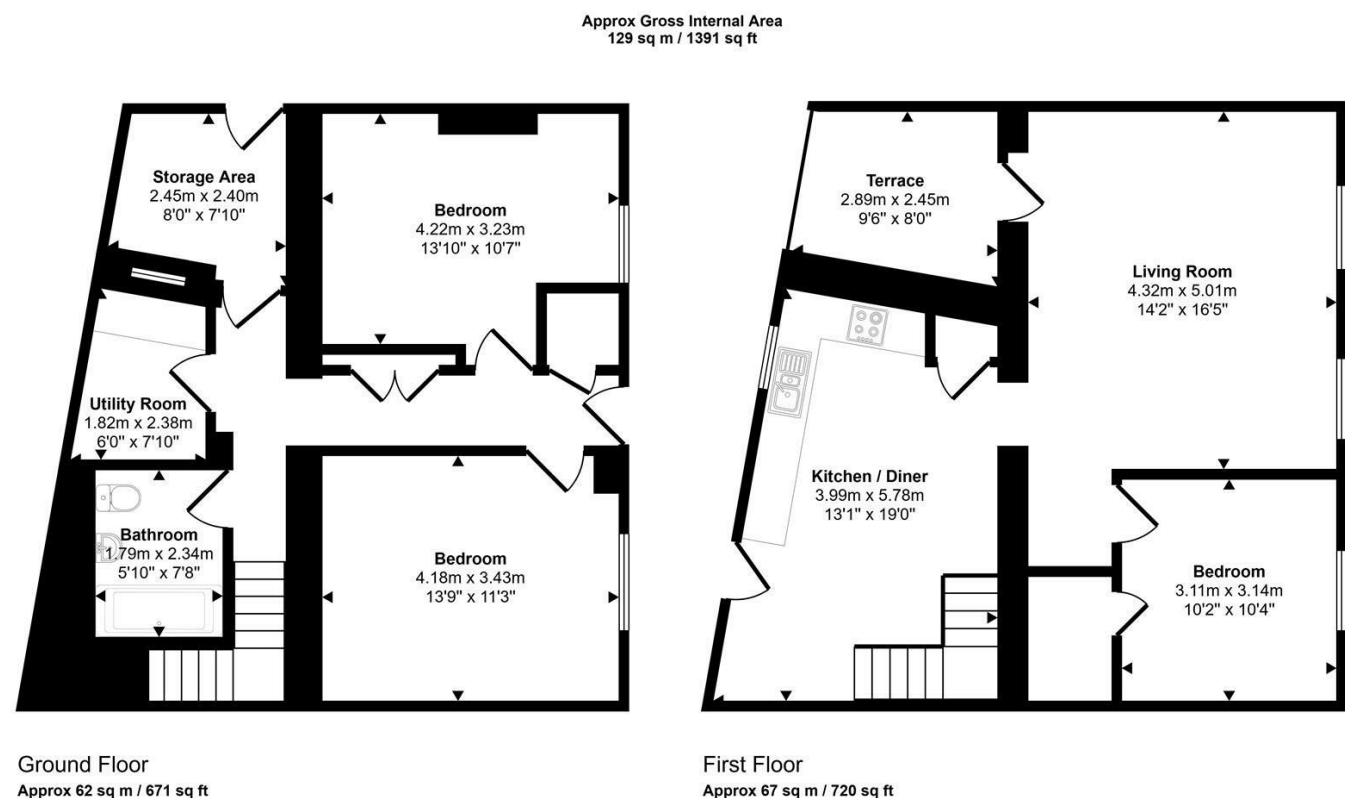 Approx Gross Internal Area
129 sq m / 1391 sq ft
Storage Area
2.45m x 2.40m
8'0" x 7'10"
Bedroom
4.22m x 3.23m
13'10" x 10'7"
Utility Room
1.82m x 2.38m
6'0" x 7'10"
Bathroom
1.79m x 2.34m
5'10" x 7'8"
Bedroom
4.18m x 3.43m
13'9" x 11'3"
Ground Floor
Approx 62 sq m / 671 sq ft
Terrace
2.89m x 2.45m
9'6" x 8'0"
Living Room
4.32m x 5.01m
14'2" x 16'5"
Kitchen / Diner
3.99m x 5.78m
13'1" x 19'0"
Bedroom
3.11m x 3.14m
10'2" x 10'4"
First Floor
Approx 67 sq m / 720 sq ft